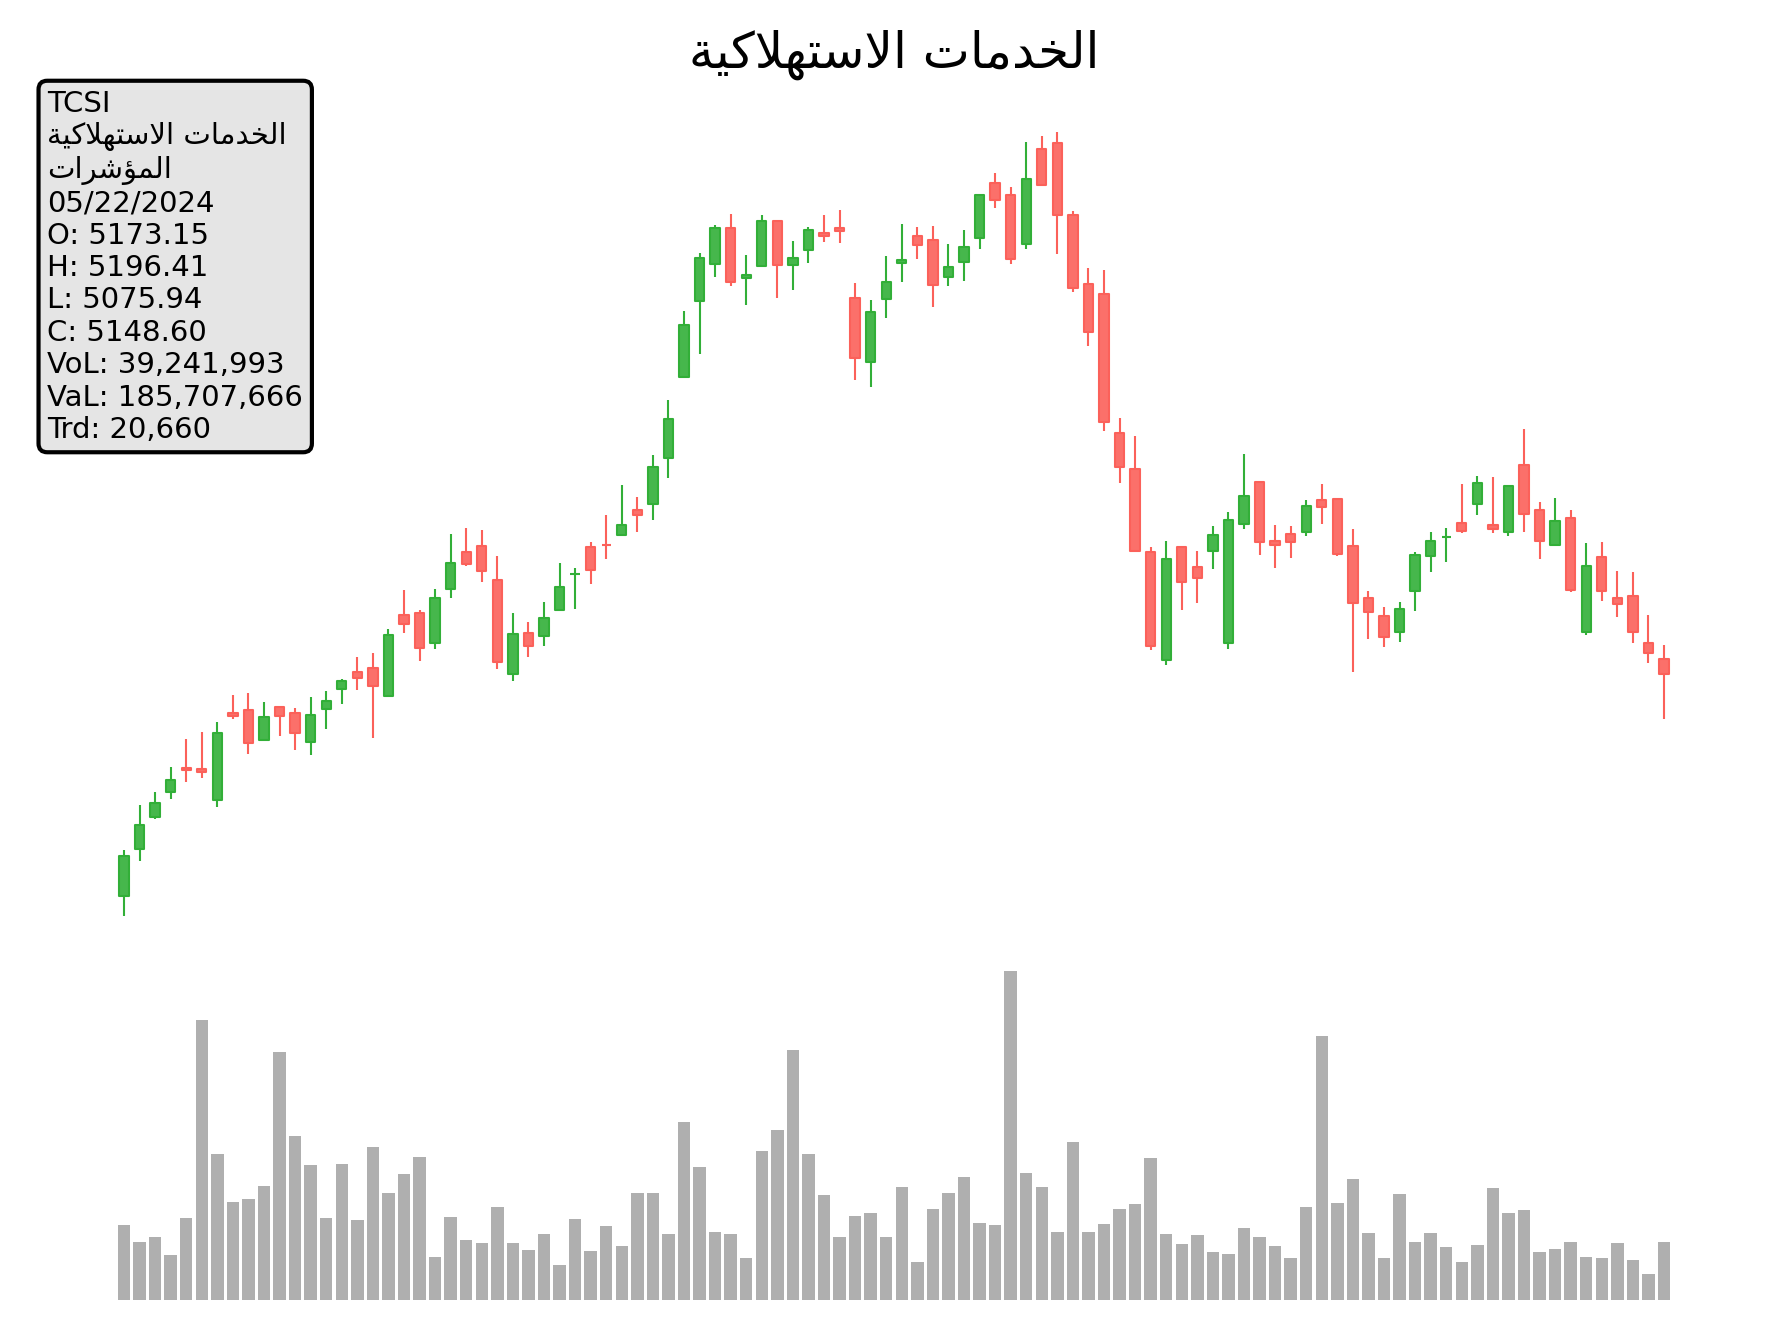 الخدمات الاستهلاكية
TCSI
الخدمات الاستهلاكية
المؤشرات
05/22/2024
O: 5173.15
H: 5196.41
L: 5075.94
C: 5148.60
VoL: 39,241,993
VaL: 185,707,666
Trd: 20,660